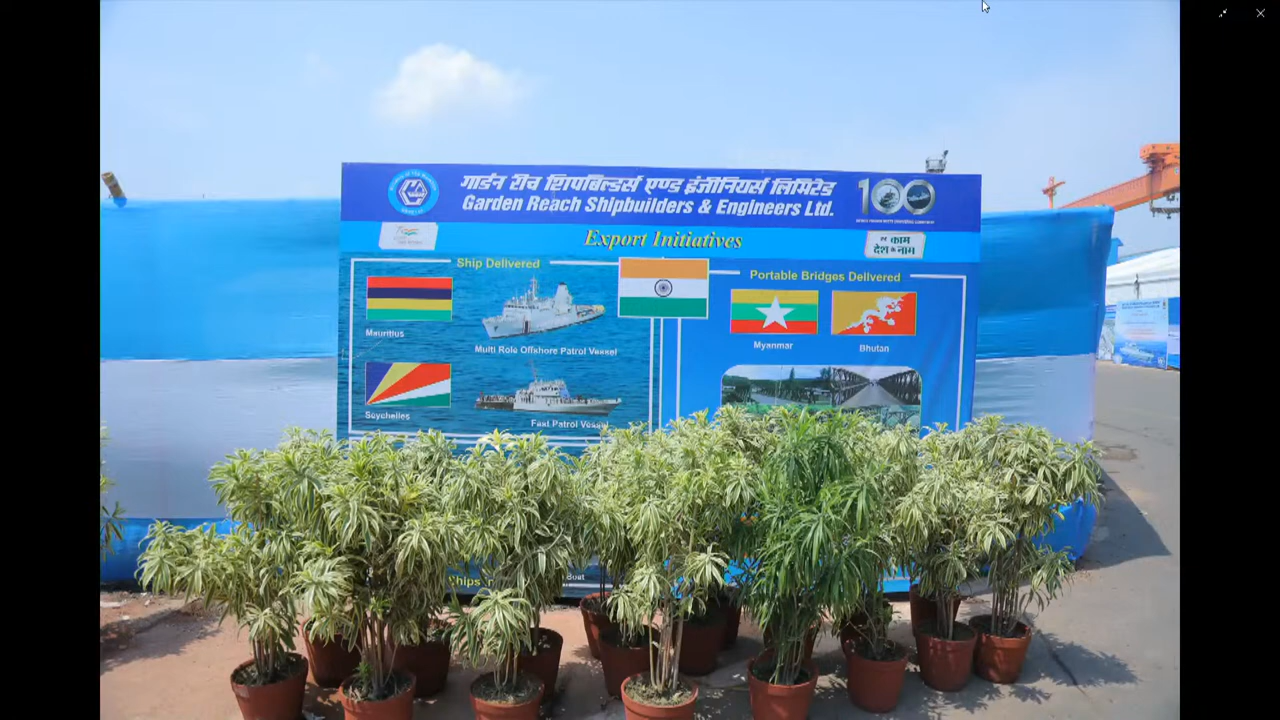 गार्डन रीच शिपबिल्डर्स एण्ड इंजीनियर्स लिमिटेड
Garden Reach Shipbuilders & Engineers Ltd.
100
Export Initiatives
हर काम
देश के नाम
Ship Delivered
Portable Bridges Delivered
Mauritius
Multi Role Offshore Patrol Vessel
Myanmar
Bhutan
Seychelles
Fast Patrol Vessel
Ships
Boat